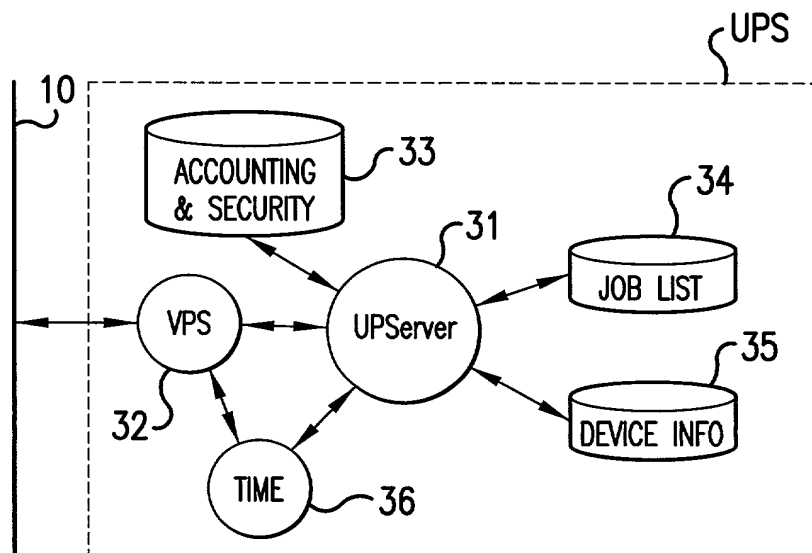 UPS
10
ACCOUNTING
& SECURITY
33
31
34
JOB LIST
VPS
UPServer
35
DEVICE INFO
32
TIME
36